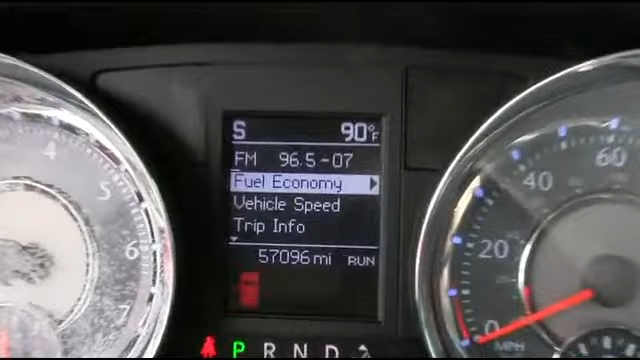 S 90°F
FM 96.5-07
Fuel Economy
Vehicle Speed
Trip Info
57096 mi RUN
P R N D
4
5
6
7
0
20
40
60
MPH